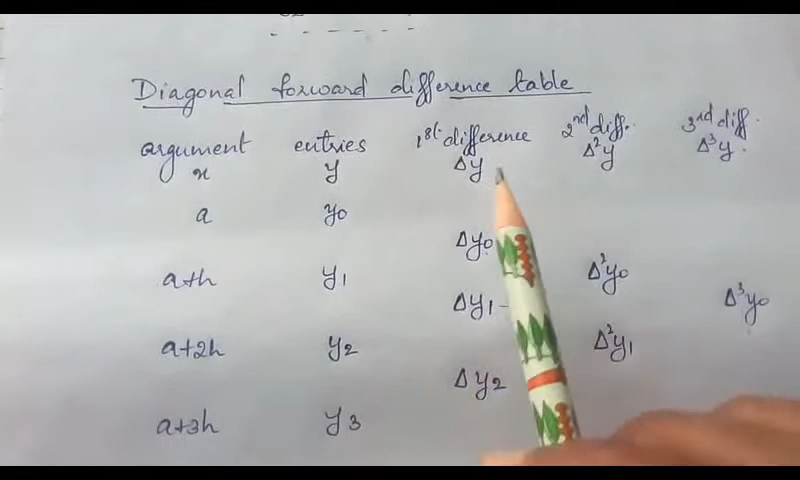 Diagonal forward difference table
argument entries 1st difference 2nd diff. 3rd diff.
x y Δy Δ²y Δ³y.
a y0
Δy0
a+h y1 Δ²y0
Δy1 Δ³y0
a+2h y2 Δ²y1
Δy2
a+3h y3